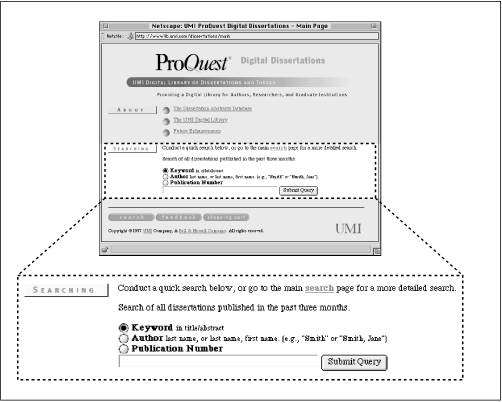 Netscape: UMI ProQuest Digital Dissertations – Main Page
Netsite: http://www.lib.umi.com/dissertations/main
ProQuest® Digital Dissertations
UMI DIGITAL LIBRARY OF DISSERTATIONS AND THESES
Providing a Digital Library for Authors, Researchers, and Graduate Institutions
ABOUT
The Dissertation Abstracts Database
The UMI Digital Library
Future Enhancements
SEARCHING
Conduct a quick search below, or go to the main search page for a more detailed search.
Search of all dissertations published in the past three months.
Keyword in title/abstract
Author last name, or last name, first name. (e.g., "Smith" or "Smith, Jane")
Publication Number
Submit Query
search feedback shopping cart
Copyright ©1997 UMI Company, A Bell & Howell Company. All rights reserved.
UMI
SEARCHING
Conduct a quick search below, or go to the main search page for a more detailed search.
Search of all dissertations published in the past three months.
Keyword in title/abstract
Author last name, or last name, first name. (e.g., "Smith" or "Smith, Jane")
Publication Number
Submit Query